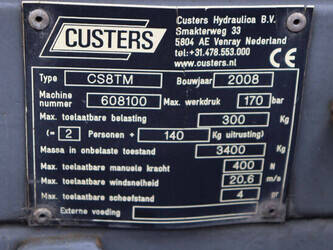 CUSTERS
Custers Hydraulica B.V.
Smakterweg 33
5804 AE Venray Nederland
tel:+31.478.553.000
www.custers.nl
Type CS8TM Bouwjaar 2008
Machine nummer 608100 Max. werkdruk 170 bar
Max. toelaatbare belasting 300 Kg
(= 2 Personen + 140 Kg uitrusting)
Massa in onbelaste toestand 3400 Kg
Max. toelaatbare manuele kracht 400 N
Max. toelaatbare windsnelheid 20.6 m/s
Max. toelaatbare scheefstand 4 gr
Externe voeding